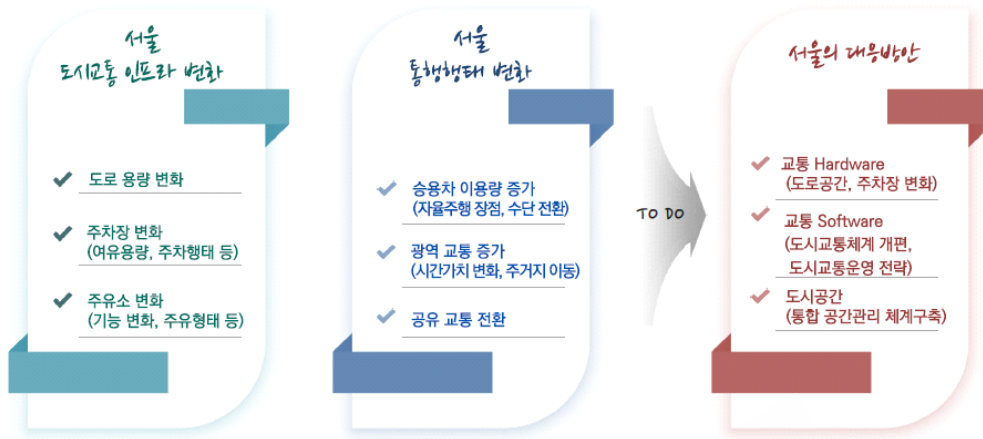 서울
도시교통 인프라 변화
도로 용량 변화
주차장 변화
(여유용량, 주차행태 등)
주유소 변화
(기능 변화, 주유형태 등)
서울
통행행태 변화
승용차 이용량 증가
(자율주행 장점, 수단 전환)
광역 교통 증가
(시간가치 변화, 주거지 이동)
공유 교통 전환
TO DO
서울의 대응방안
교통 Hardware
(도로공간, 주차장 변화)
교통 Software
(도시교통체계 개편,
도시교통운영 전략)
도시공간
(통합 공간관리 체계구축)